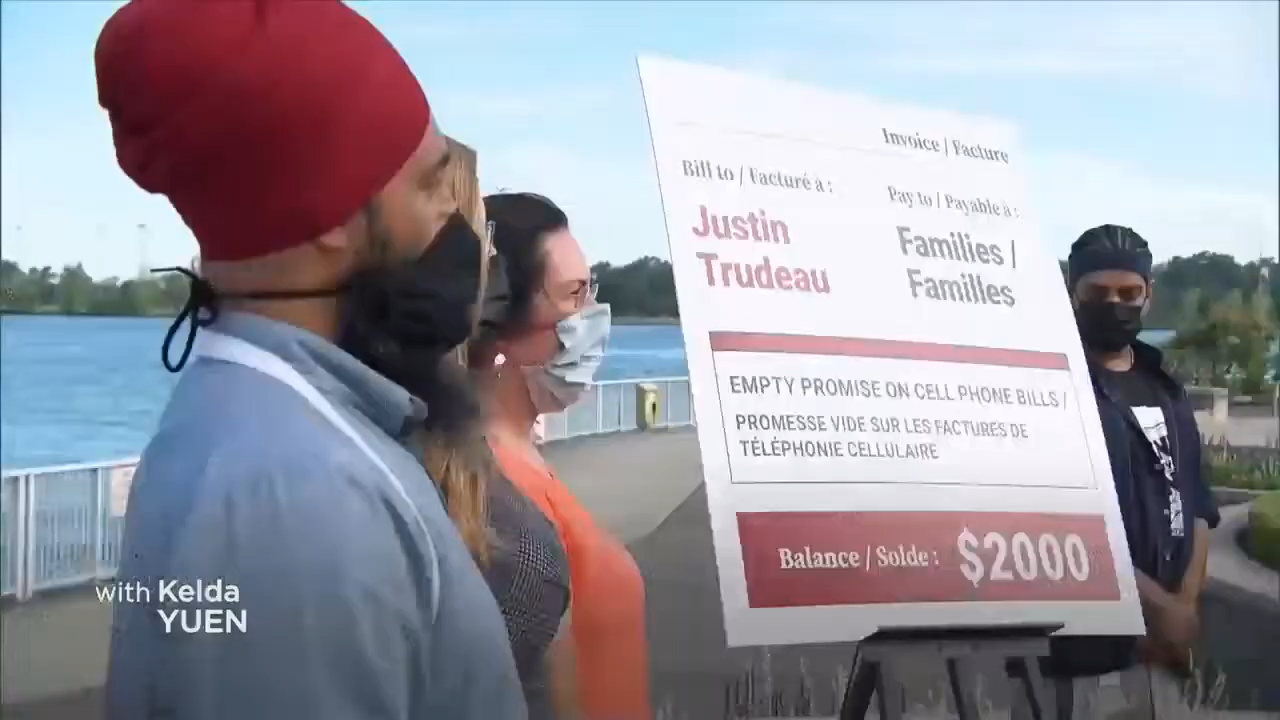 Invoice / Facture
Bill to / Facturé à :
Justin
Trudeau
Pay to / Payable à :
Families /
Familles
EMPTY PROMISE ON CELL PHONE BILLS /
PROMESSE VIDE SUR LES FACTURES DE
TÉLÉPHONIE CELLULAIRE
Balance / Solde : $2000
with Kelda
YUEN